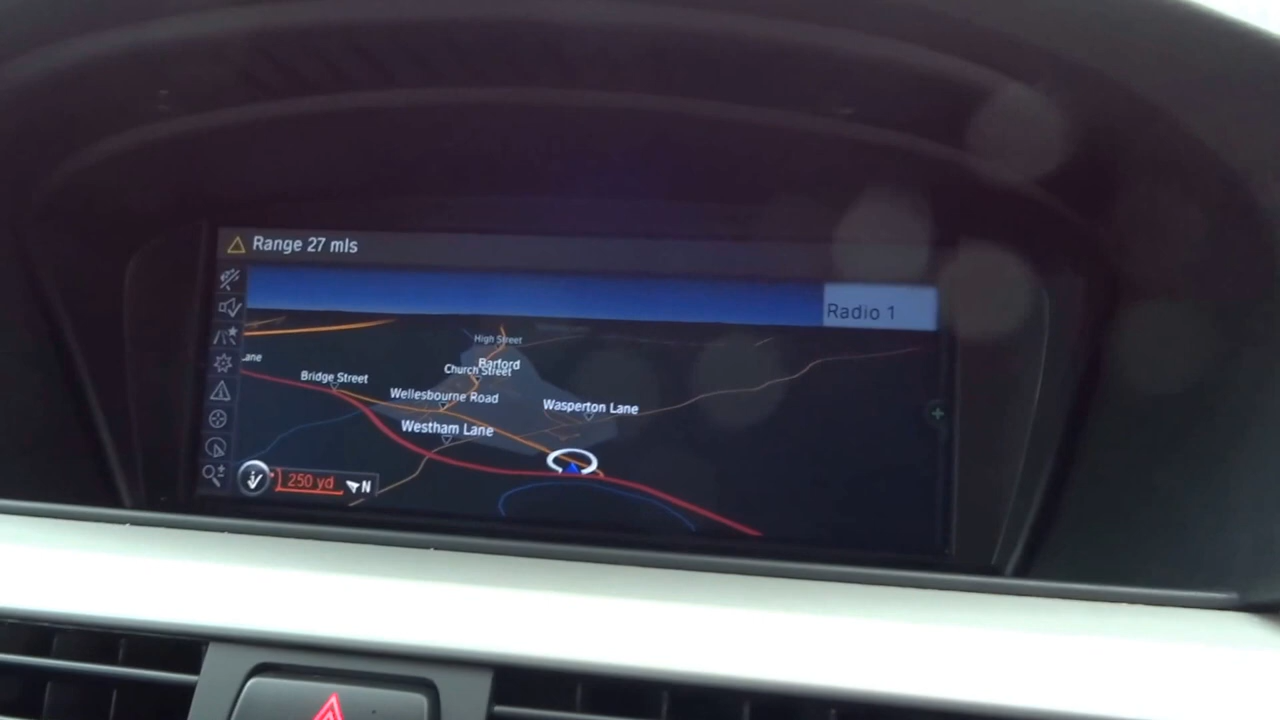 Range 27 mls
Radio 1
High Street
ane
Barford
Church Street
Bridge Street
Wellesbourne Road
Wasperton Lane
Westham Lane
250 yd
N